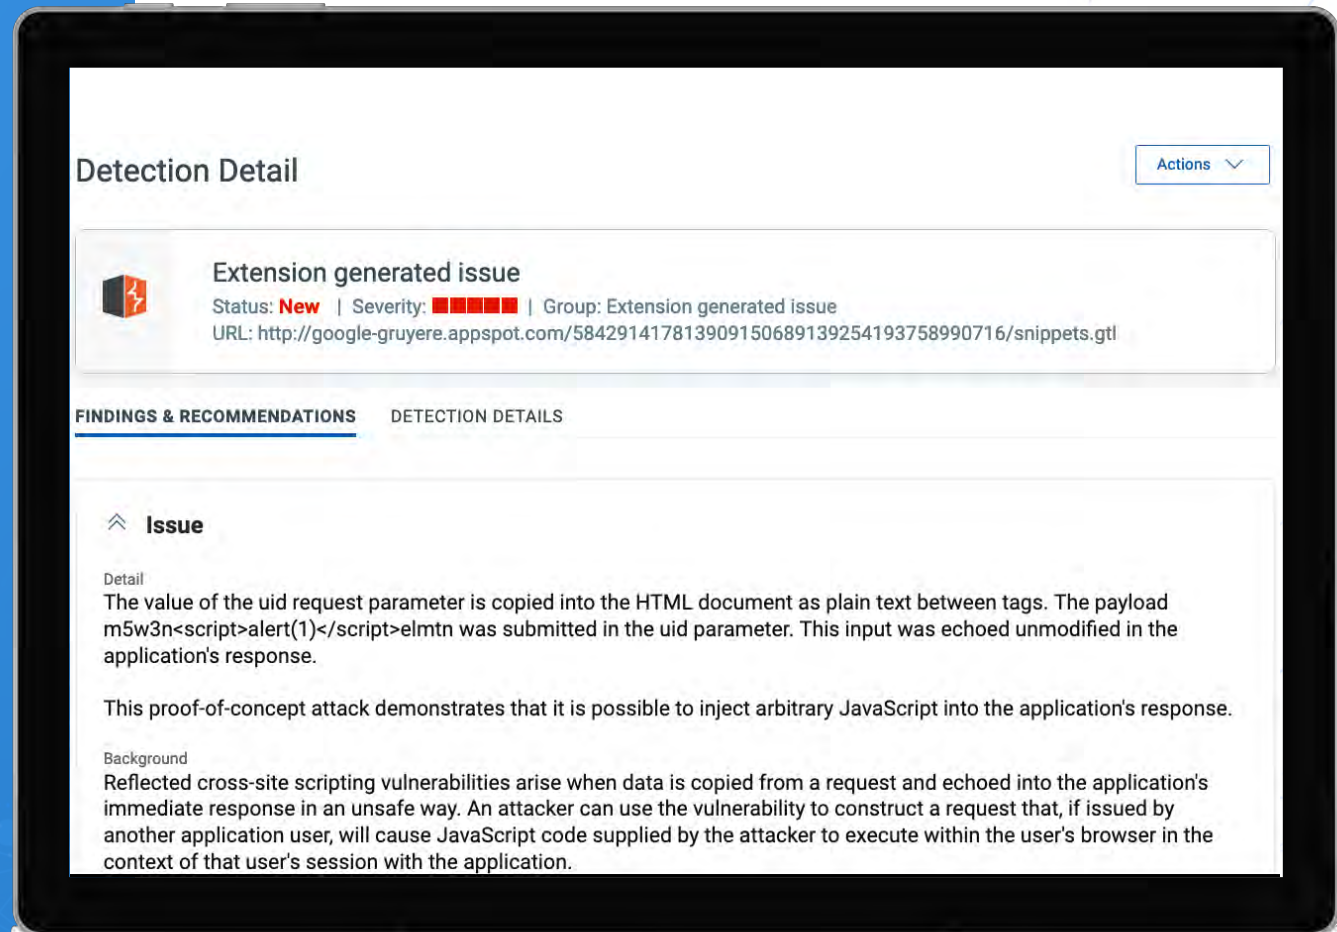 Detection Detail
Actions
Extension generated issue
Status: New | Severity: | Group: Extension generated issue
URL: http://google-gruyere.appspot.com/584291417813909150689139254193758990716/snippets.gtl
FINDINGS & RECOMMENDATIONS DETECTION DETAILS
Issue
Detail
The value of the uid request parameter is copied into the HTML document as plain text between tags. The payload
m5w3n<script>alert(1)</script>elmtn was submitted in the uid parameter. This input was echoed unmodified in the
application's response.
This proof-of-concept attack demonstrates that it is possible to inject arbitrary JavaScript into the application's response.
Background
Reflected cross-site scripting vulnerabilities arise when data is copied from a request and echoed into the application's
immediate response in an unsafe way. An attacker can use the vulnerability to construct a request that, if issued by
another application user, will cause JavaScript code supplied by the attacker to execute within the user's browser in the
context of that user's session with the application.